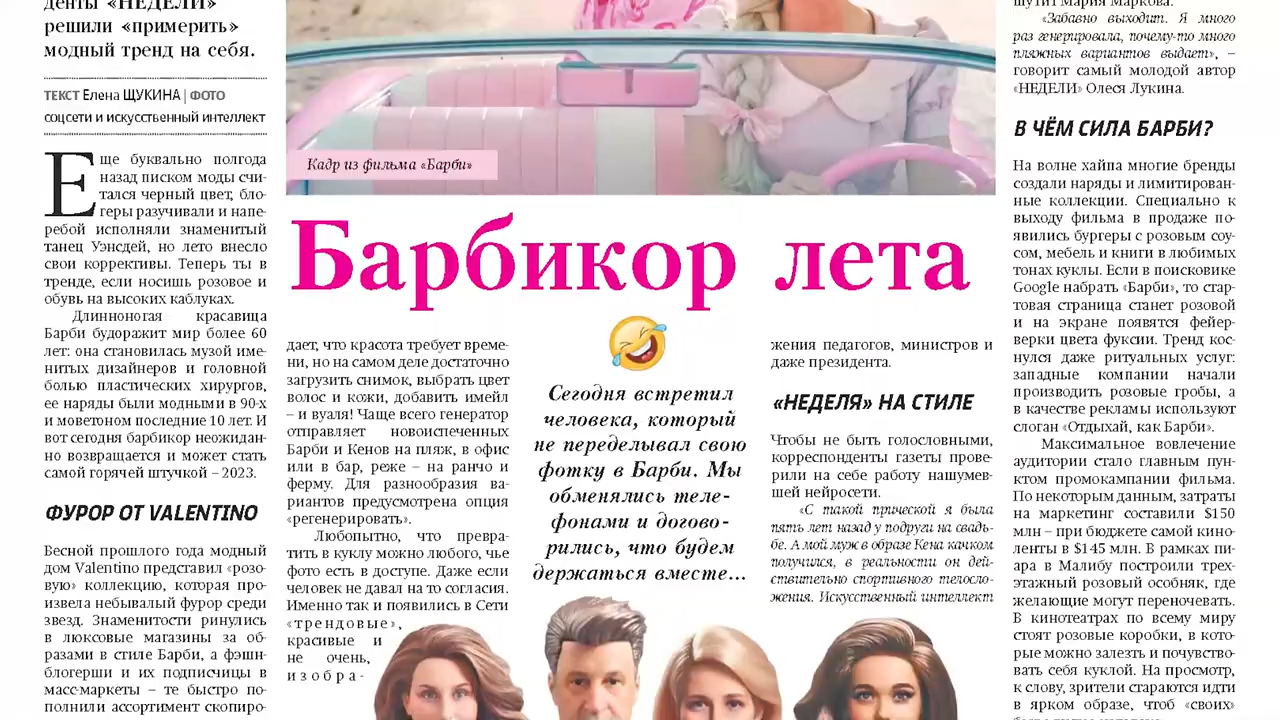 денты «НЕДЕЛИ»
решили «примерить»
модный тренд на себя.
ТЕКСТ Елена ЩУКИНА | ФОТО
соцсети и искусственный интеллект
Еще буквально полгода
назад писком моды счи-
тался черный цвет, бло-
геры разучивали и напе-
ребой исполняли знаменитый
танец Уэнсдей, но лето внесло
свои коррективы. Теперь ты в
тренде, если носишь розовое и
обувь на высоких каблуках.
Длинноногая красавица
Барби будоражит мир более 60
лет: она становилась музой име-
нитых дизайнеров и головной
болью пластических хирургов,
ее наряды были модными в 90-х
и моветоном последние 10 лет. И
вот сегодня барбикор неожидан-
но возвращается и может стать
самой горячей штучкой – 2023.
ФУРОР ОТ VALENTINO
Весной прошлого года модный
дом Valentino представил «розо-
вую» коллекцию, которая про-
извела небывалый фурор среди
звезд. Знаменитости ринулись
в люксовые магазины за об-
разами в стиле Барби, а фэшн-
блогерши и их подписчицы в
масс-маркеты – те быстро по-
полнили ассортимент скопиро-
Кадр из фильма «Барби»
Барбикор лета
дает, что красота требует време-
ни, но на самом деле достаточно
загрузить снимок, выбрать цвет
волос и кожи, добавить имейл
– и вуаля! Чаще всего генератор
отправляет новоиспеченных
Барби и Кенов на пляж, в офис
или в бар, реже – на ранчо и
ферму. Для разнообразия ва-
риантов предусмотрена опция
«регенерировать».
Любопытно, что превра-
тить в куклу можно любого, чье
фото есть в доступе. Даже если
человек не давал на то согласия.
Именно так и появились в Сети
«трендовые»,
красивые и
не очень,
изобра-
Сегодня встретил
человека, который
не переделывал свою
фотку в Барби. Мы
обменялись теле-
фонами и догово-
рились, что будем
держаться вместе...
жения педагогов, министров и
даже президента.
«НЕДЕЛЯ» НА СТИЛЕ
Чтобы не быть голословными,
корреспонденты газеты прове-
рили на себе работу нашумев-
шей нейросети.
«С такой прической я была
пять лет назад у подруги на свадь-
бе. А мой муж в образе Кена качком
получился, в реальности он дей-
ствительно спортивного телосло-
жения. Искусственный интеллект
шутит Мария Маркова.
«Забавно выходит. Я много
раз генерировала, почему-то много
пляжных вариантов выдает», –
говорит самый молодой автор
«НЕДЕЛИ» Олеся Лукина.
В ЧЁМ СИЛА БАРБИ?
На волне хайпа многие бренды
создали наряды и лимитирован-
ные коллекции. Специально к
выходу фильма в продаже по-
явились бургеры с розовым соу-
сом, мебель и книги в любимых
тонах куклы. Если в поисковике
Google набрать «Барби», то стар-
товая страница станет розовой
и на экране появятся фейер-
верки цвета фуксии. Тренд кос-
нулся даже ритуальных услуг:
западные компании начали
производить розовые гробы, а
в качестве рекламы используют
слоган «Отдыхай, как Барби».
Максимальное вовлечение
аудитории стало главным пун-
ктом промокампании фильма.
По некоторым данным, затраты
на маркетинг составили $150
млн – при бюджете самой кино-
ленты в $145 млн. В рамках пи-
ара в Малибу построили трех-
этажный розовый особняк, где
желающие могут переночевать.
В кинотеатрах по всему миру
стоят розовые коробки, в кото-
рые можно залезть и почувство-
вать себя куклой. На просмотр,
к слову, зрители стараются идти
в ярком образе, чтоб «своих»